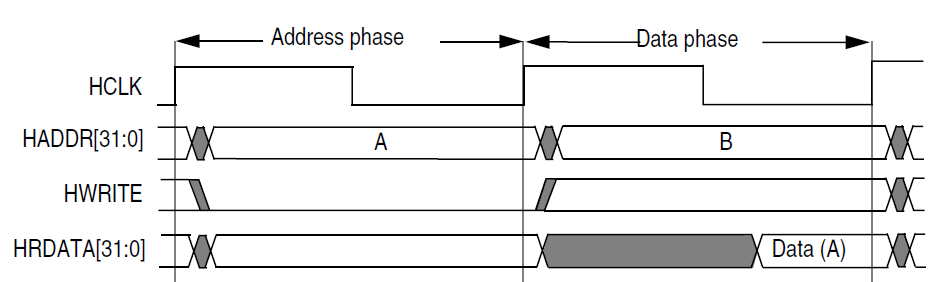 Address phase
Data phase
HCLK
HADDR[31:0]
A
B
HWRITE
HRDATA[31:0]
Data (A)